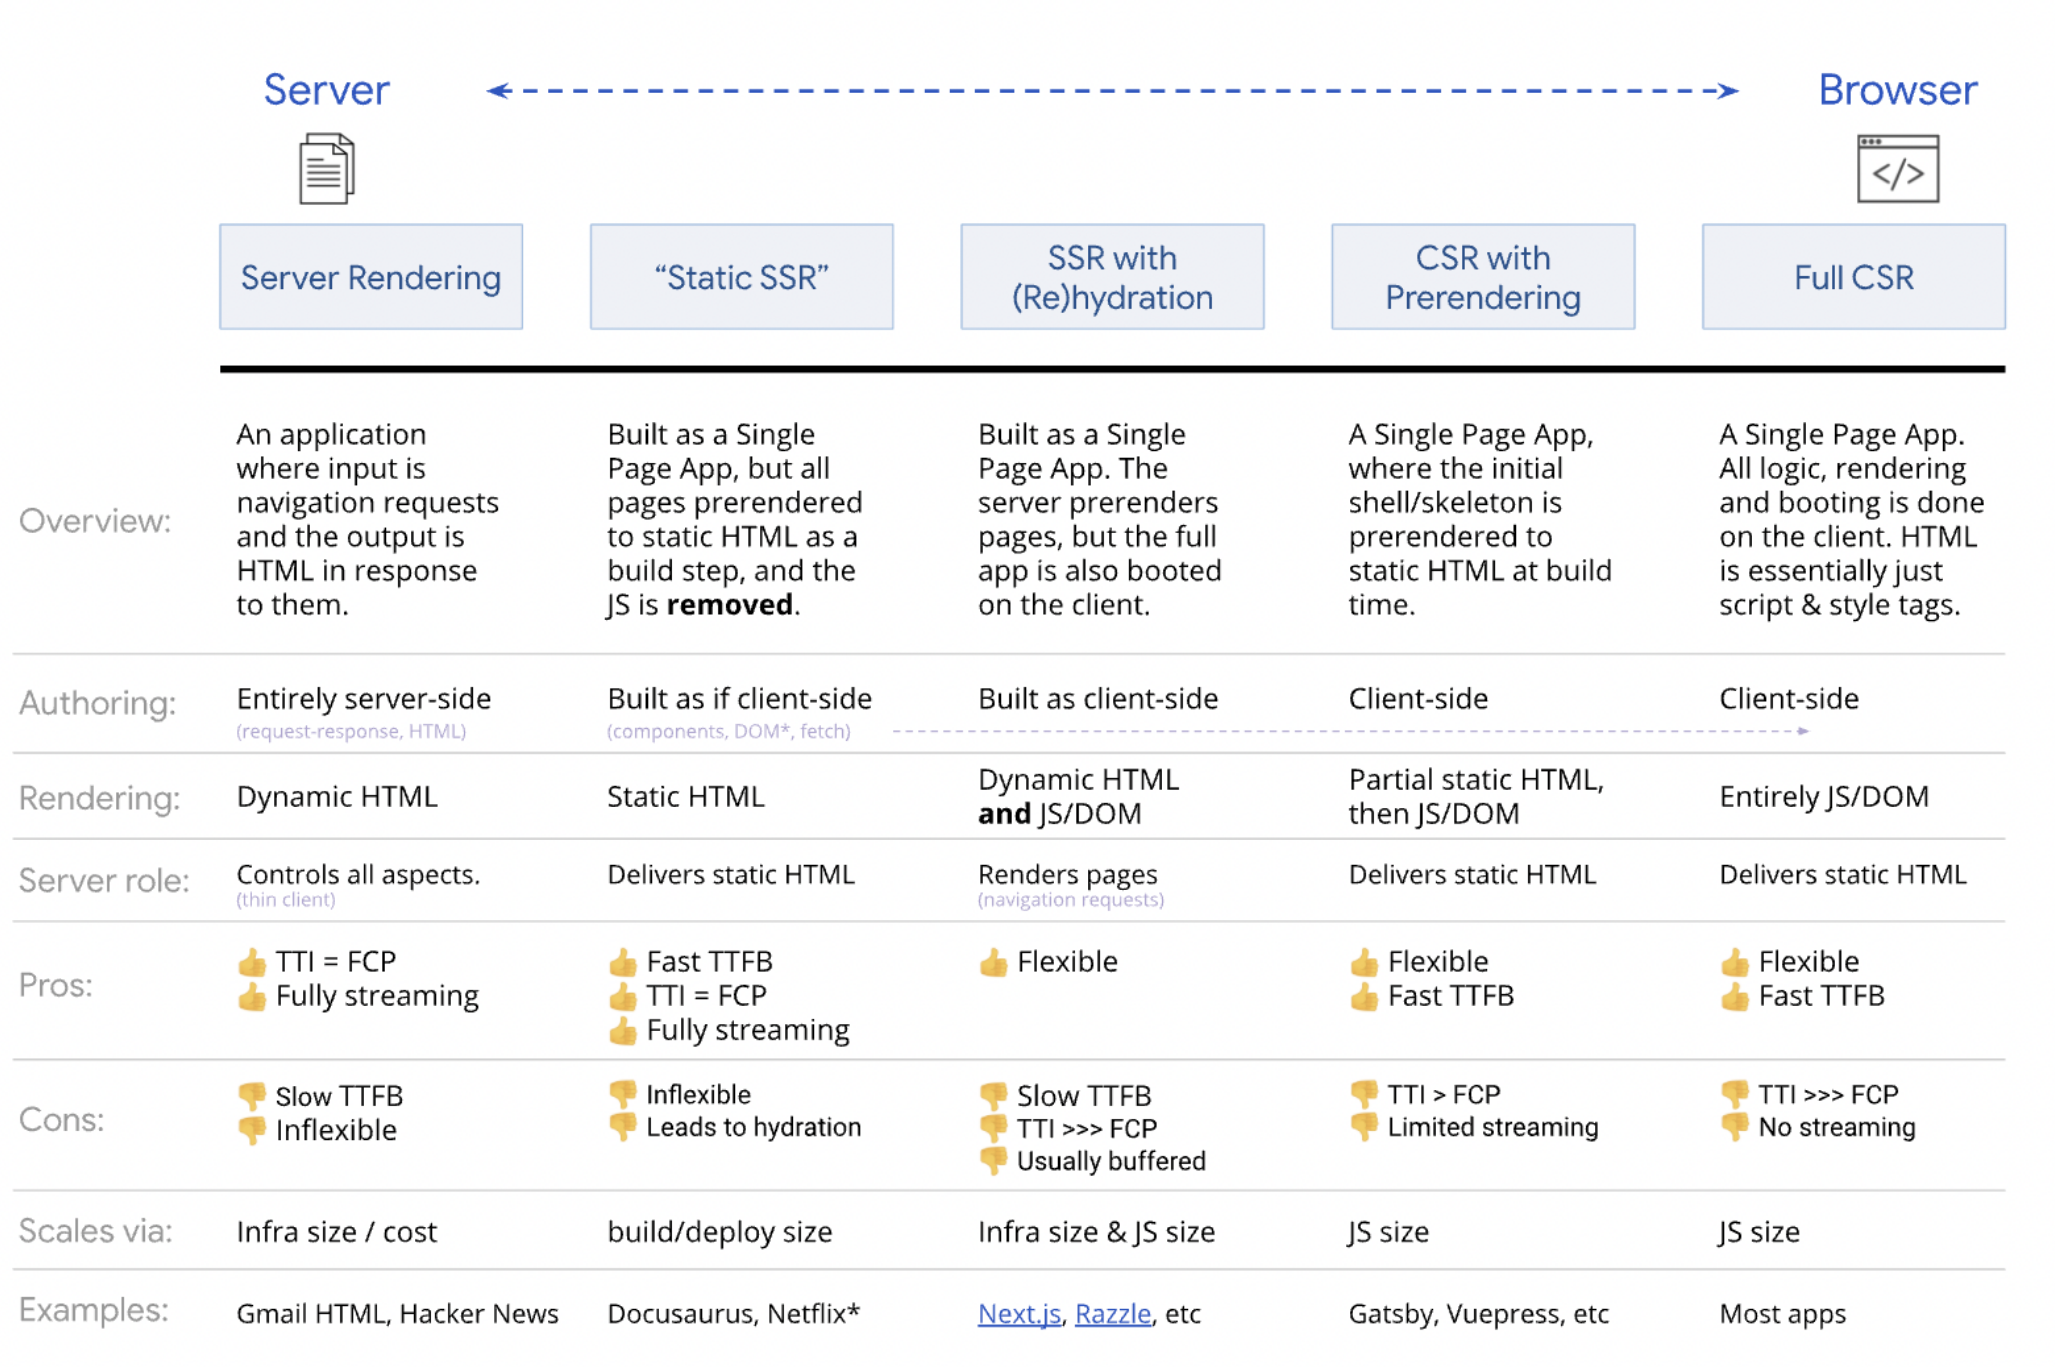 Server
Browser
</>
Server Rendering
“Static SSR”
SSR with
(Re)hydration
CSR with
Prerendering
Full CSR
Overview:
An application
where input is
navigation requests
and the output is
HTML in response
to them.
Built as a Single
Page App, but all
pages prerendered
to static HTML as a
build step, and the
JS is removed.
Built as a Single
Page App. The
server prerenders
pages, but the full
app is also booted
on the client.
A Single Page App,
where the initial
shell/skeleton is
prerendered to
static HTML at build
time.
A Single Page App.
All logic, rendering
and booting is done
on the client. HTML
is essentially just
script & style tags.
Authoring:
Entirely server-side
(request-response, HTML)
Built as if client-side
(components, DOM*, fetch)
Built as client-side
Client-side
Client-side
Rendering:
Dynamic HTML
Static HTML
Dynamic HTML
and JS/DOM
Partial static HTML,
then JS/DOM
Entirely JS/DOM
Server role:
Controls all aspects.
(thin client)
Delivers static HTML
Renders pages
(navigation requests)
Delivers static HTML
Delivers static HTML
Pros:
👍 TTI = FCP
👍 Fully streaming
👍 Fast TTFB
👍 TTI = FCP
👍 Fully streaming
👍 Flexible
👍 Flexible
👍 Fast TTFB
👍 Flexible
👍 Fast TTFB
Cons:
👎 Slow TTFB
👎 Inflexible
👎 Inflexible
👎 Leads to hydration
👎 Slow TTFB
👎 TTI >>> FCP
👎 Usually buffered
👎 TTI > FCP
👎 Limited streaming
👎 TTI >>> FCP
👎 No streaming
Scales via:
Infra size / cost
build/deploy size
Infra size & JS size
JS size
JS size
Examples:
Gmail HTML, Hacker News
Docusaurus, Netflix*
Next.js, Razzle, etc
Gatsby, Vuepress, etc
Most apps